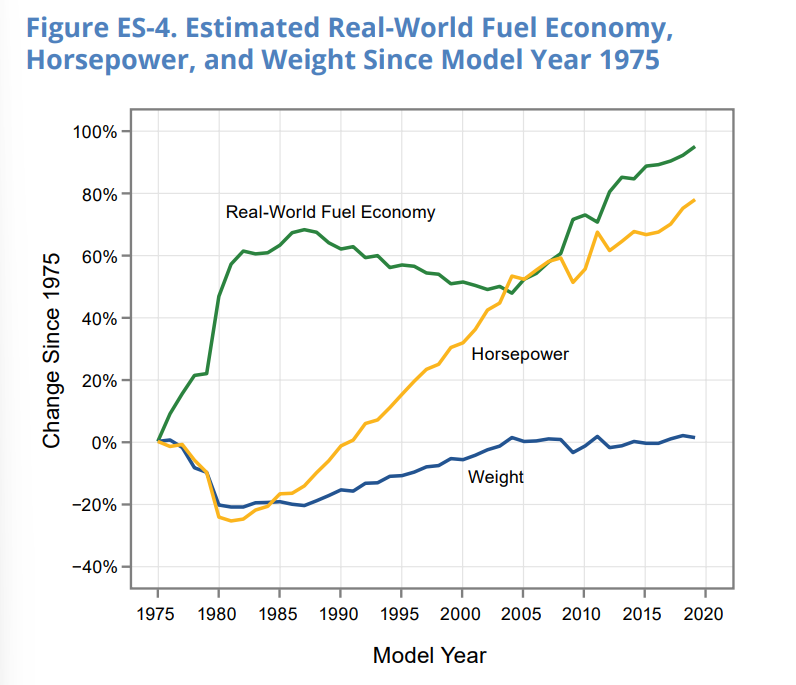 Figure ES-4. Estimated Real-World Fuel Economy,
Horsepower, and Weight Since Model Year 1975
100%
80%
60%
40%
20%
0%
−20%
−40%
Change Since 1975
Real-World Fuel Economy
Horsepower
Weight
1975 1980 1985 1990 1995 2000 2005 2010 2015 2020
Model Year